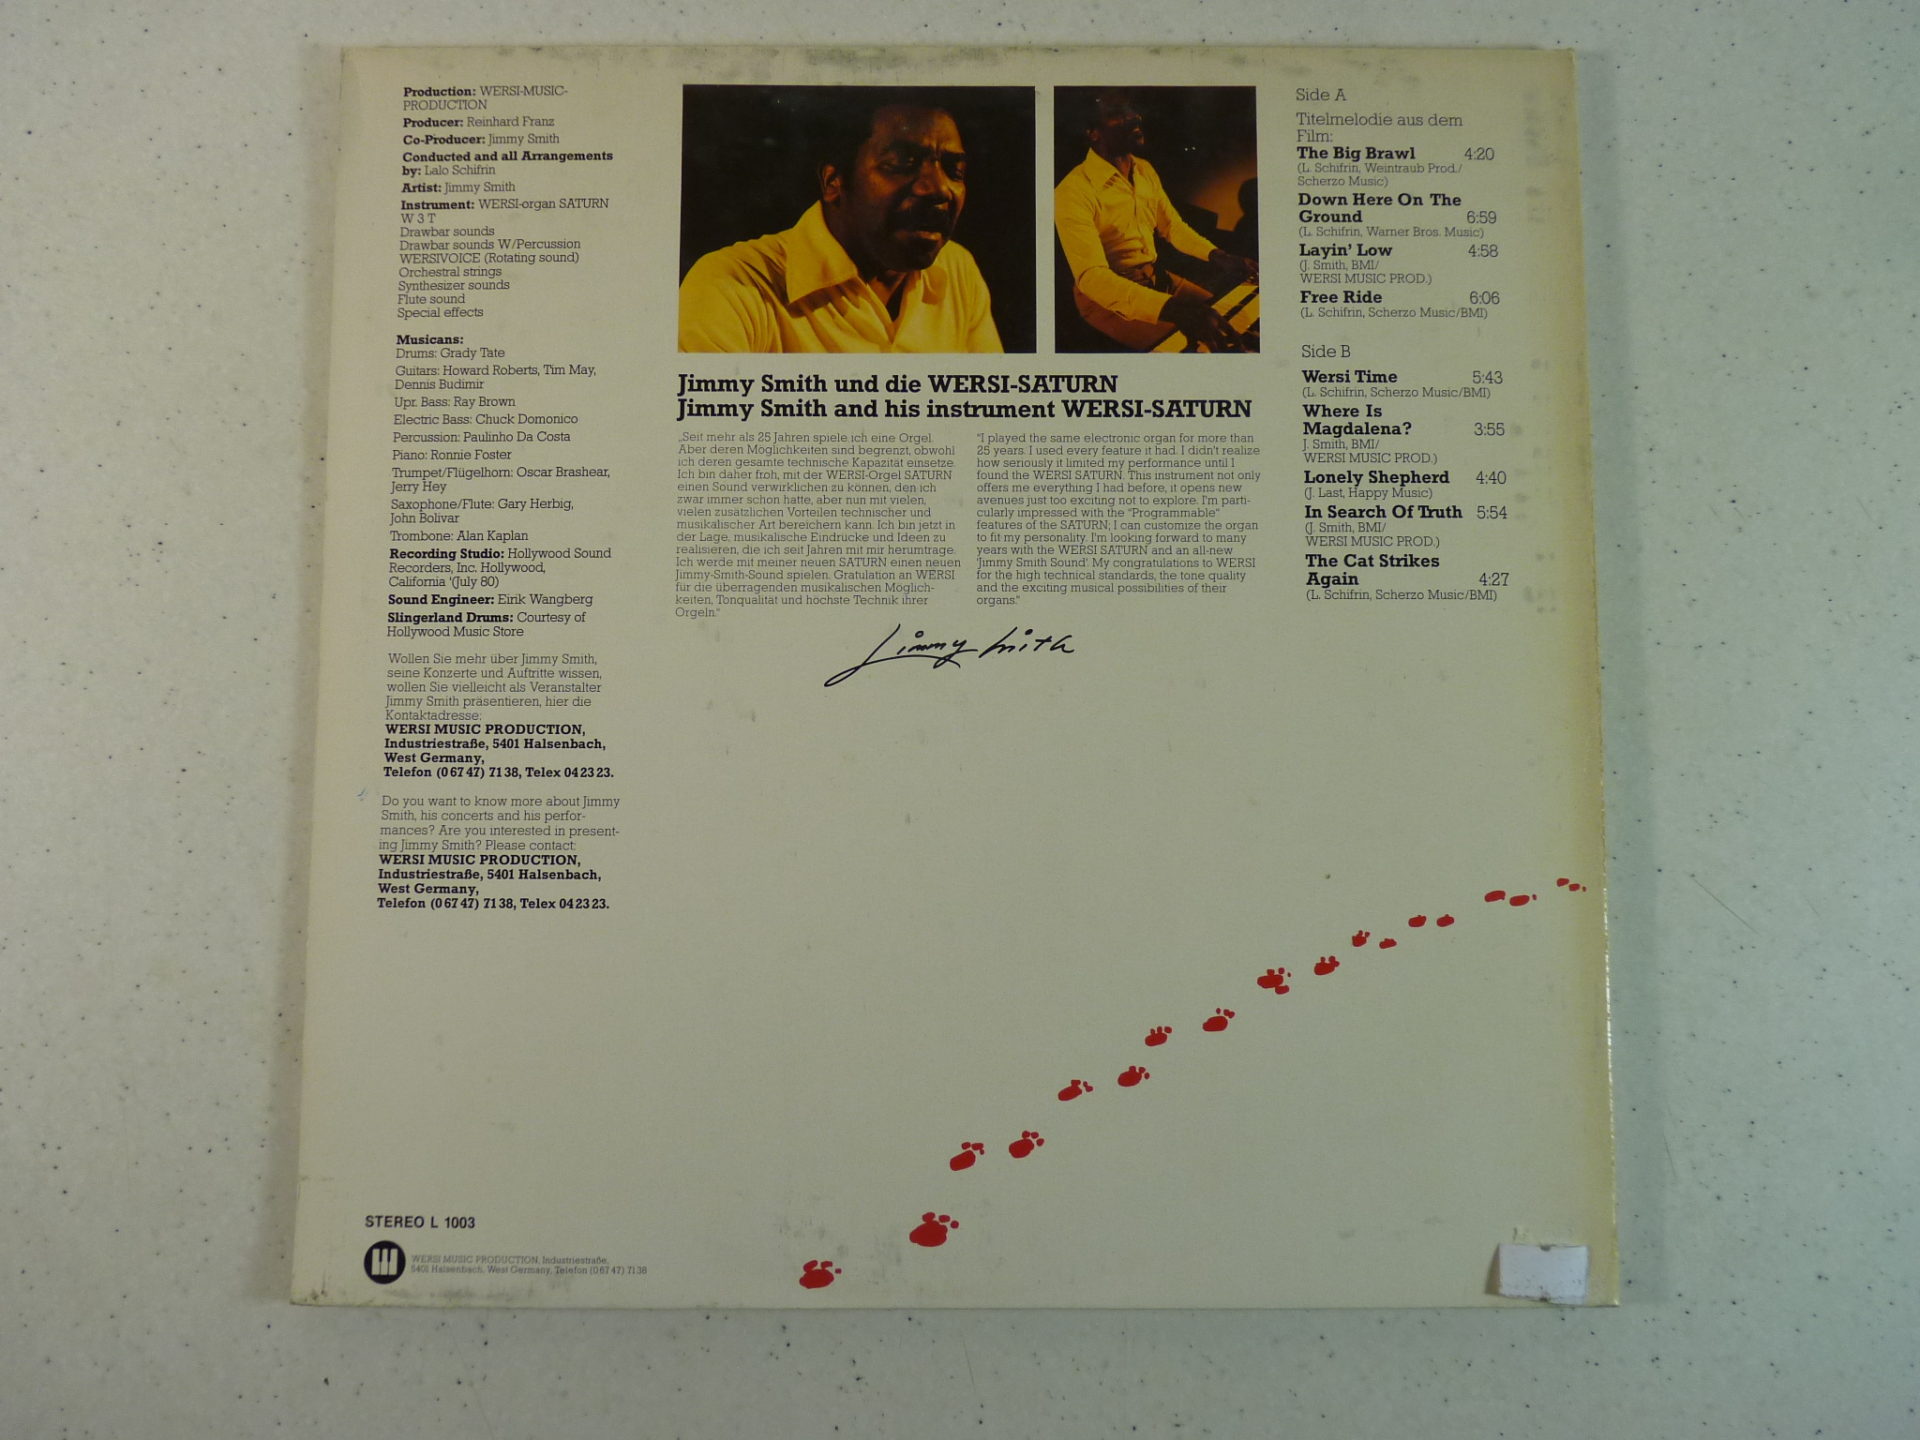 Production: WERSI-MUSIC-
PRODUCTION
Producer: Reinhard Franz
Co-Producer: Jimmy Smith
Conducted and all Arrangements
by: Lalo Schifrin
Artist: Jimmy Smith
Instrument: WERSI-organ SATURN
W 3 T
Drawbar sounds
Drawbar sounds W/Percussion
WERSIVOICE (Rotating sound)
Orchestral strings
Synthesizer sounds
Flute sound
Special effects
Musicans:
Drums: Grady Tate
Guitars: Howard Roberts, Tim May,
Dennis Budimir
Upr. Bass: Ray Brown
Electric Bass: Chuck Domonico
Percussion: Paulinho Da Costa
Piano: Ronnie Foster
Trumpet/Flügelhorn: Oscar Brashear,
Jerry Hey
Saxophone/Flute: Gary Herbig,
John Bolivar
Trombone: Alan Kaplan
Recording Studio: Hollywood Sound
Recorders, Inc. Hollywood,
California '(July 80)
Sound Engineer: Eirik Wangberg
Slingerland Drums: Courtesy of
Hollywood Music Store
Wollen Sie mehr über Jimmy Smith,
seine Konzerte und Auftritte wissen,
wollen Sie vielleicht als Veranstalter
Jimmy Smith präsentieren, hier die
Kontaktadresse:
WERSI MUSIC PRODUCTION,
Industriestraße, 5401 Halsenbach,
West Germany,
Telefon (0 67 47) 71 38, Telex 04 23 23.
Do you want to know more about Jimmy
Smith, his concerts and his perfor-
mances? Are you interested in present-
ing Jimmy Smith? Please contact:
WERSI MUSIC PRODUCTION,
Industriestraße, 5401 Halsenbach,
West Germany,
Telefon (0 67 47) 71 38, Telex 04 23 23.
STEREO L 1003
WERSI MUSIC PRODUCTION, Industriestraße,
5401 Halsenbach, West Germany, Telefon (0 67 47) 71 38
Jimmy Smith und die WERSI-SATURN
Jimmy Smith and his instrument WERSI-SATURN
„Seit mehr als 25 Jahren spiele ich eine Orgel.
Aber deren Möglichkeiten sind begrenzt, obwohl
ich deren gesamte technische Kapazität einsetze.
Ich bin daher froh, mit der WERSI-Orgel SATURN
einen Sound verwirklichen zu können, den ich
zwar immer schon hatte, aber nun mit vielen,
vielen zusätzlichen Vorteilen technischer und
musikalischer Art bereichern kann. Ich bin jetzt in
der Lage, musikalische Eindrücke und Ideen zu
realisieren, die ich seit Jahren mit mir herumtrage.
Ich werde mit meiner neuen SATURN einen neuen
Jimmy-Smith-Sound spielen. Gratulation an WERSI
für die überragenden musikalischen Möglich-
keiten, Tonqualität und höchste Technik ihrer
Orgeln."
"I played the same electronic organ for more than
25 years. I used every feature it had. I didn't realize
how seriously it limited my performance until I
found the WERSI SATURN. This instrument not only
offers me everything I had before, it opens new
avenues just too exciting not to explore. I'm parti-
cularly impressed with the "Programmable"
features of the SATURN; I can customize the organ
to fit my personality. I'm looking forward to many
years with the WERSI SATURN and an all-new
'Jimmy Smith Sound'. My congratulations to WERSI
for the high technical standards, the tone quality
and the exciting musical possibilities of their
organs."
Jimmy Smith
Side A
Titelmelodie aus dem
Film:
The Big Brawl 4:20
(L. Schifrin, Weintraub Prod./
Scherzo Music)
Down Here On The
Ground 6:59
(L. Schifrin, Warner Bros. Music)
Layin' Low 4:58
(J. Smith, BMI/
WERSI MUSIC PROD.)
Free Ride 6:06
(L. Schifrin, Scherzo Music/BMI)
Side B
Wersi Time 5:43
(L. Schifrin, Scherzo Music/BMI)
Where Is
Magdalena? 3:55
J. Smith, BMI/
WERSI MUSIC PROD.)
Lonely Shepherd 4:40
(J. Last, Happy Music)
In Search Of Truth 5:54
(J. Smith, BMI/
WERSI MUSIC PROD.)
The Cat Strikes
Again 4:27
(L. Schifrin, Scherzo Music/BMI)